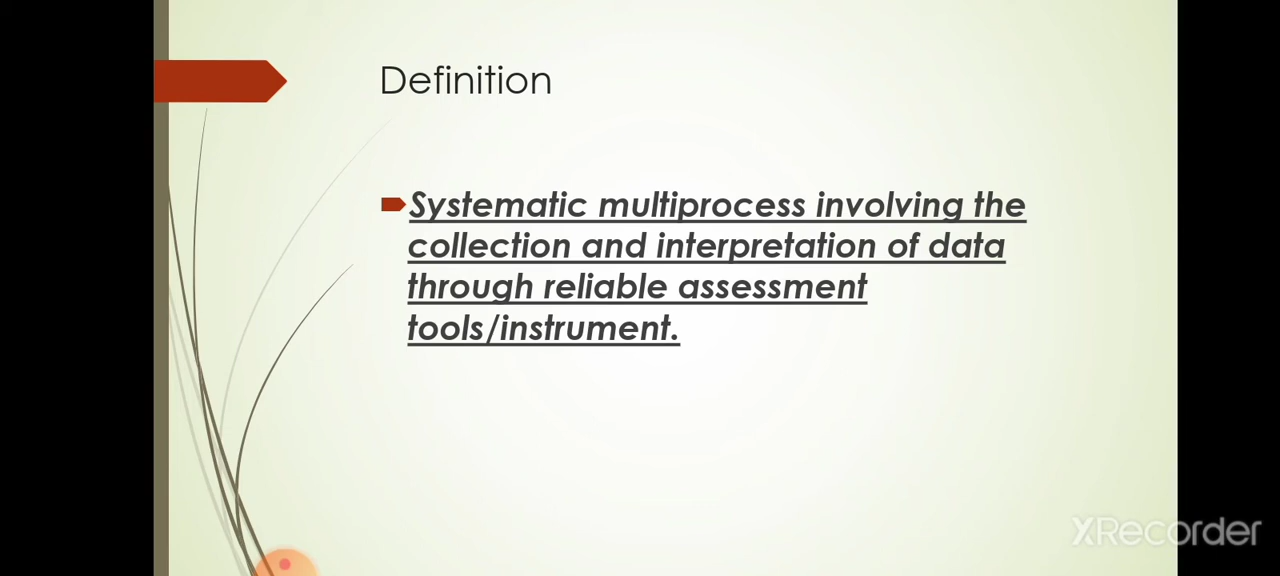 Definition
Systematic multiprocess involving the
collection and interpretation of data
through reliable assessment
tools/instrument.
XRecorder